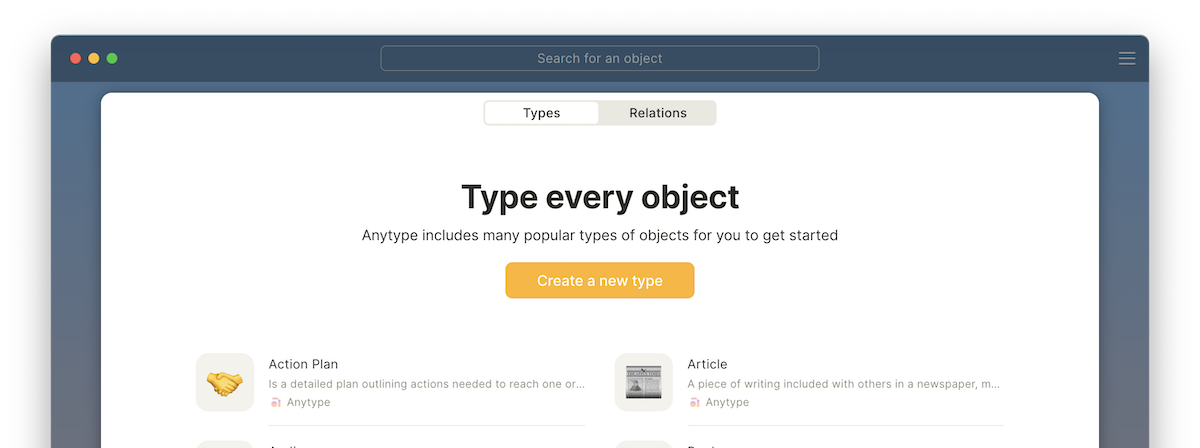 Search for an object
Types
Relations
Type every object
Anytype includes many popular types of objects for you to get started
Create a new type
Action Plan
Is a detailed plan outlining actions needed to reach one or...
Anytype
Article
A piece of writing included with others in a newspaper, m...
Anytype